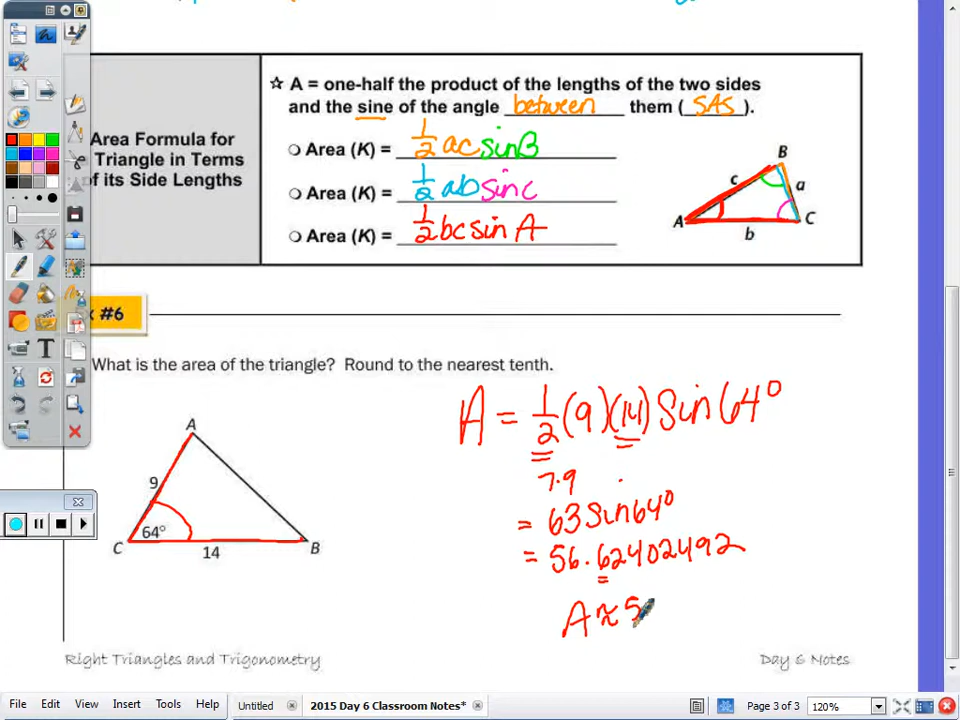 ☆ A = one-half the product of the lengths of the two sides
and the sine of the angle between them (SAS).
Area Formula for
Triangle in Terms
of its Side Lengths
Area (K) = 1/2 ac sin B
Area (K) = 1/2 ab sin C
Area (K) = 1/2 bc sin A
B
c
a
A
C
b
x #6
What is the area of the triangle? Round to the nearest tenth.
A = 1/2 (9)(14) Sin 64°
7·9
= 63 Sin 64°
= 56.62402492
A ≈ 5
A
9
64°
C
14
B
Right Triangles and Trigonometry
Day 6 Notes
T
File Edit View Insert Tools Help
Untitled
2015 Day 6 Classroom Notes*
Page 3 of 3
120%